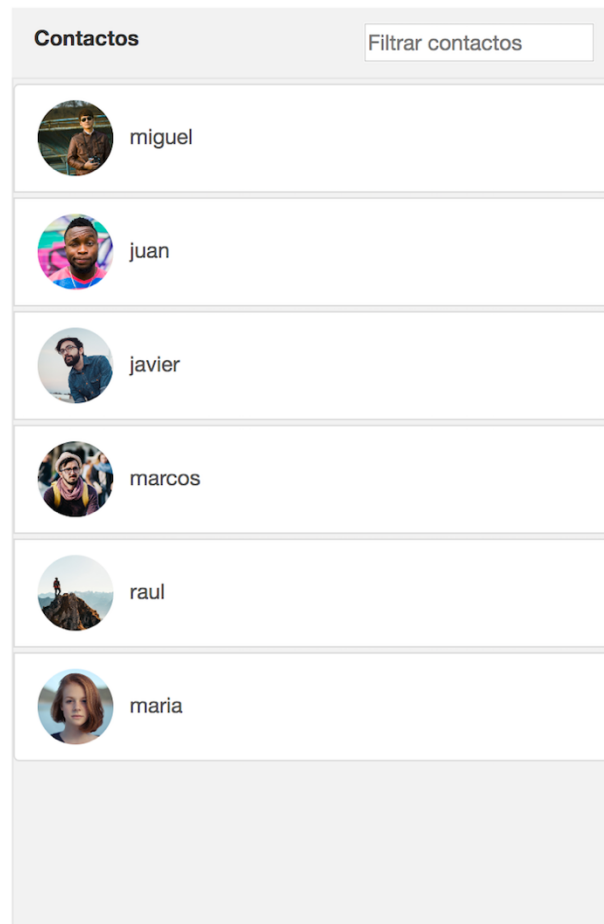 Contactos
Filtrar contactos
miguel
juan
javier
marcos
raul
maria